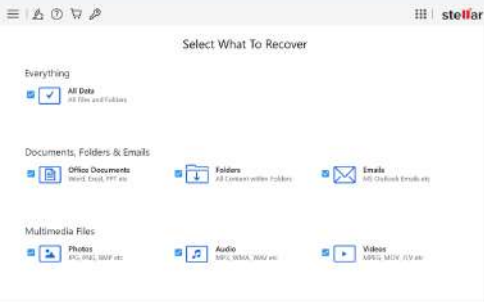 stellar
Select What To Recover
Everything
All Data
All Files and Folders
Documents, Folders & Emails
Office Documents
Word, Excel, PPT etc
Folders
All Content within Folders
Emails
MS Outlook Emails etc
Multimedia Files
Photos
JPG, PNG, BMP etc
Audio
MP3, WMA, WAV etc
Videos
MPEG, MOV, FLV etc